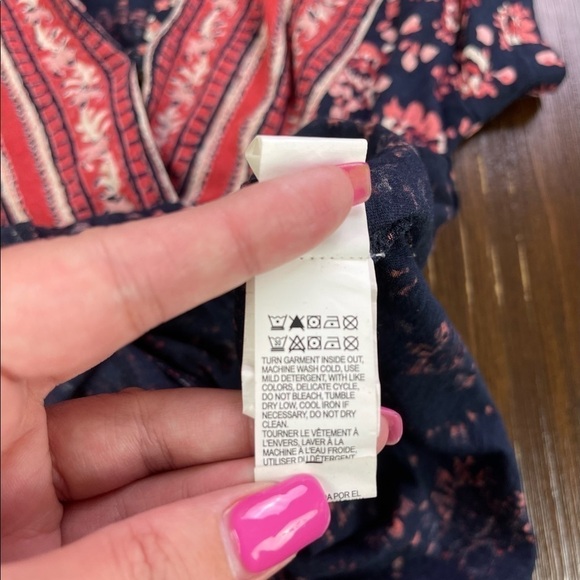 TURN GARMENT INSIDE OUT,
MACHINE WASH COLD, USE
MILD DETERGENT, WITH LIKE
COLORS, DELICATE CYCLE,
DO NOT BLEACH, TUMBLE
DRY LOW, COOL IRON IF
NECESSARY, DO NOT DRY
CLEAN.
TOURNER LE VÊTEMENT À
L'ENVERS, LAVER À LA
MACHINE À L'EAU FROIDE,
UTILISER DU DÉTERGENT
POR EL